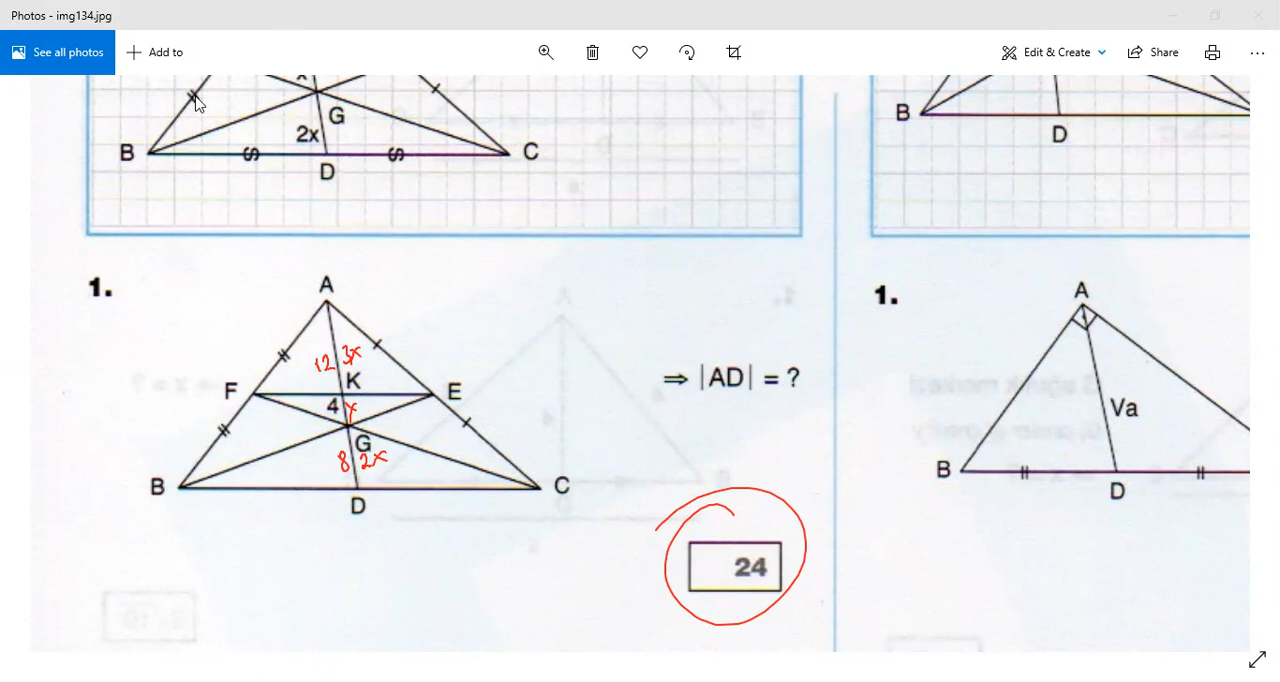 Photos - img134.jpg
See all photos
Add to
Edit & Create
Share
B
G
2x
D
C
B
D
1.
A
12 3x
K
F
E
4 x
G
8 2x
B
C
D
⇒ |AD| = ?
24
1.
A
Va
B
D